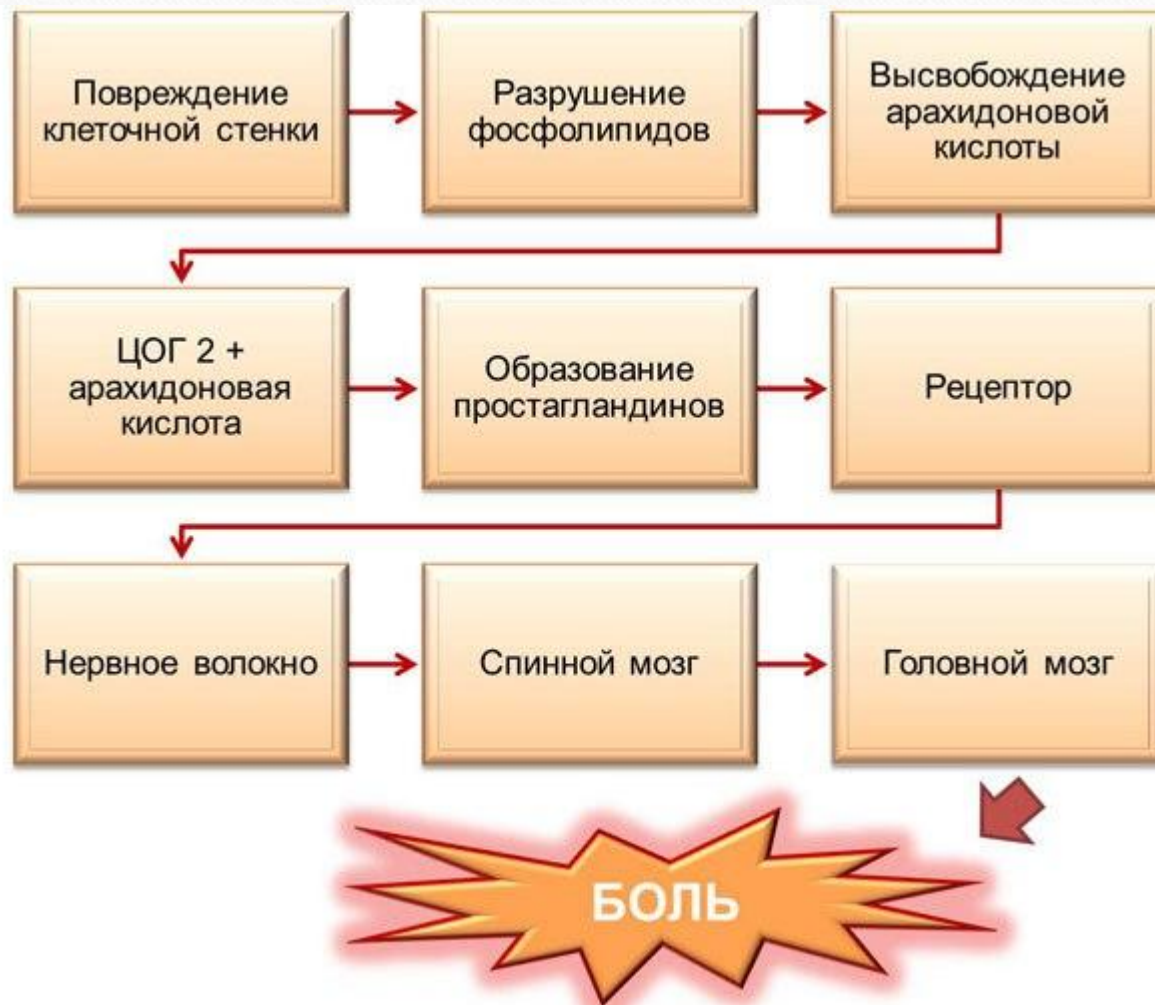 Повреждение
клеточной стенки
Разрушение
фосфолипидов
Высвобождение
арахидоновой
кислоты
ЦОГ 2 +
арахидоновая
кислота
Образование
простагландинов
Рецептор
Нервное волокно
Спинной мозг
Головной мозг
БОЛЬ